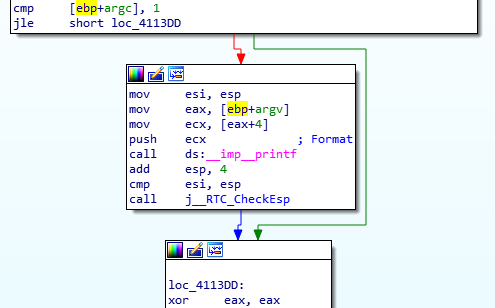 cmp     [ebp+argc], 1
jle     short loc_4113DD
mov     esi, esp
mov     eax, [ebp+argv]
mov     ecx, [eax+4]
push    ecx             ; Format
call    ds:__imp__printf
add     esp, 4
cmp     esi, esp
call    j__RTC_CheckEsp
loc_4113DD:
xor     eax, eax